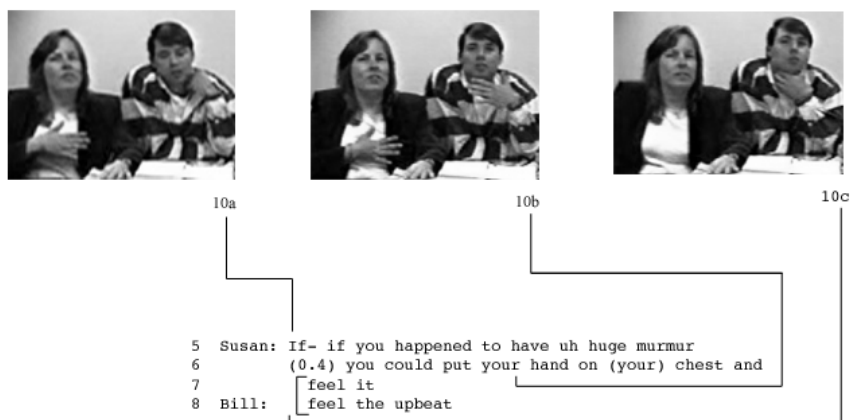 10a
10b
10c
5 Susan: If- if you happened to have uh huge murmur
6 (0.4) you could put your hand on (your) chest and
7 feel it
8 Bill: feel the upbeat